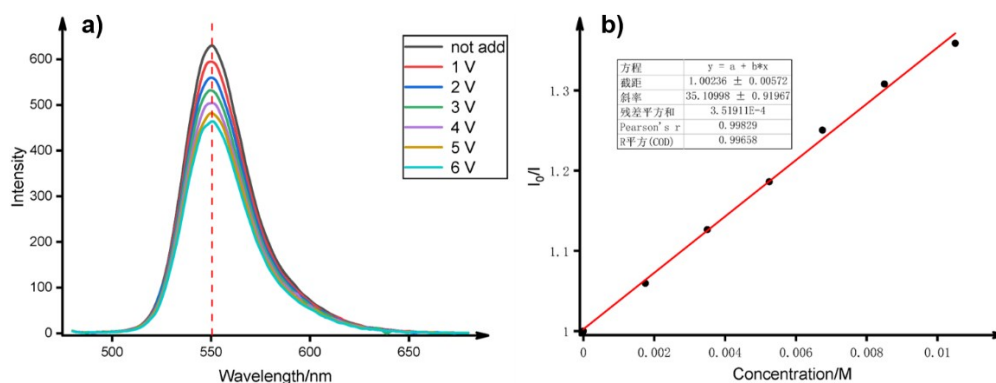 a)
not add
1 V
2 V
3 V
4 V
5 V
6 V
600
500
400
300
200
100
0
Intensity
500
550
600
650
Wavelength/nm
b)
方程 y = a + b*x
截距 1.00236 ± 0.00572
斜率 35.10998 ± 0.91967
残差平方和 3.51911E-4
Pearson's r 0.99829
R平方(COD) 0.99658
1.3
1.2
1.1
1
I₀/I
0
0.002
0.004
0.006
0.008
0.01
Concentration/M